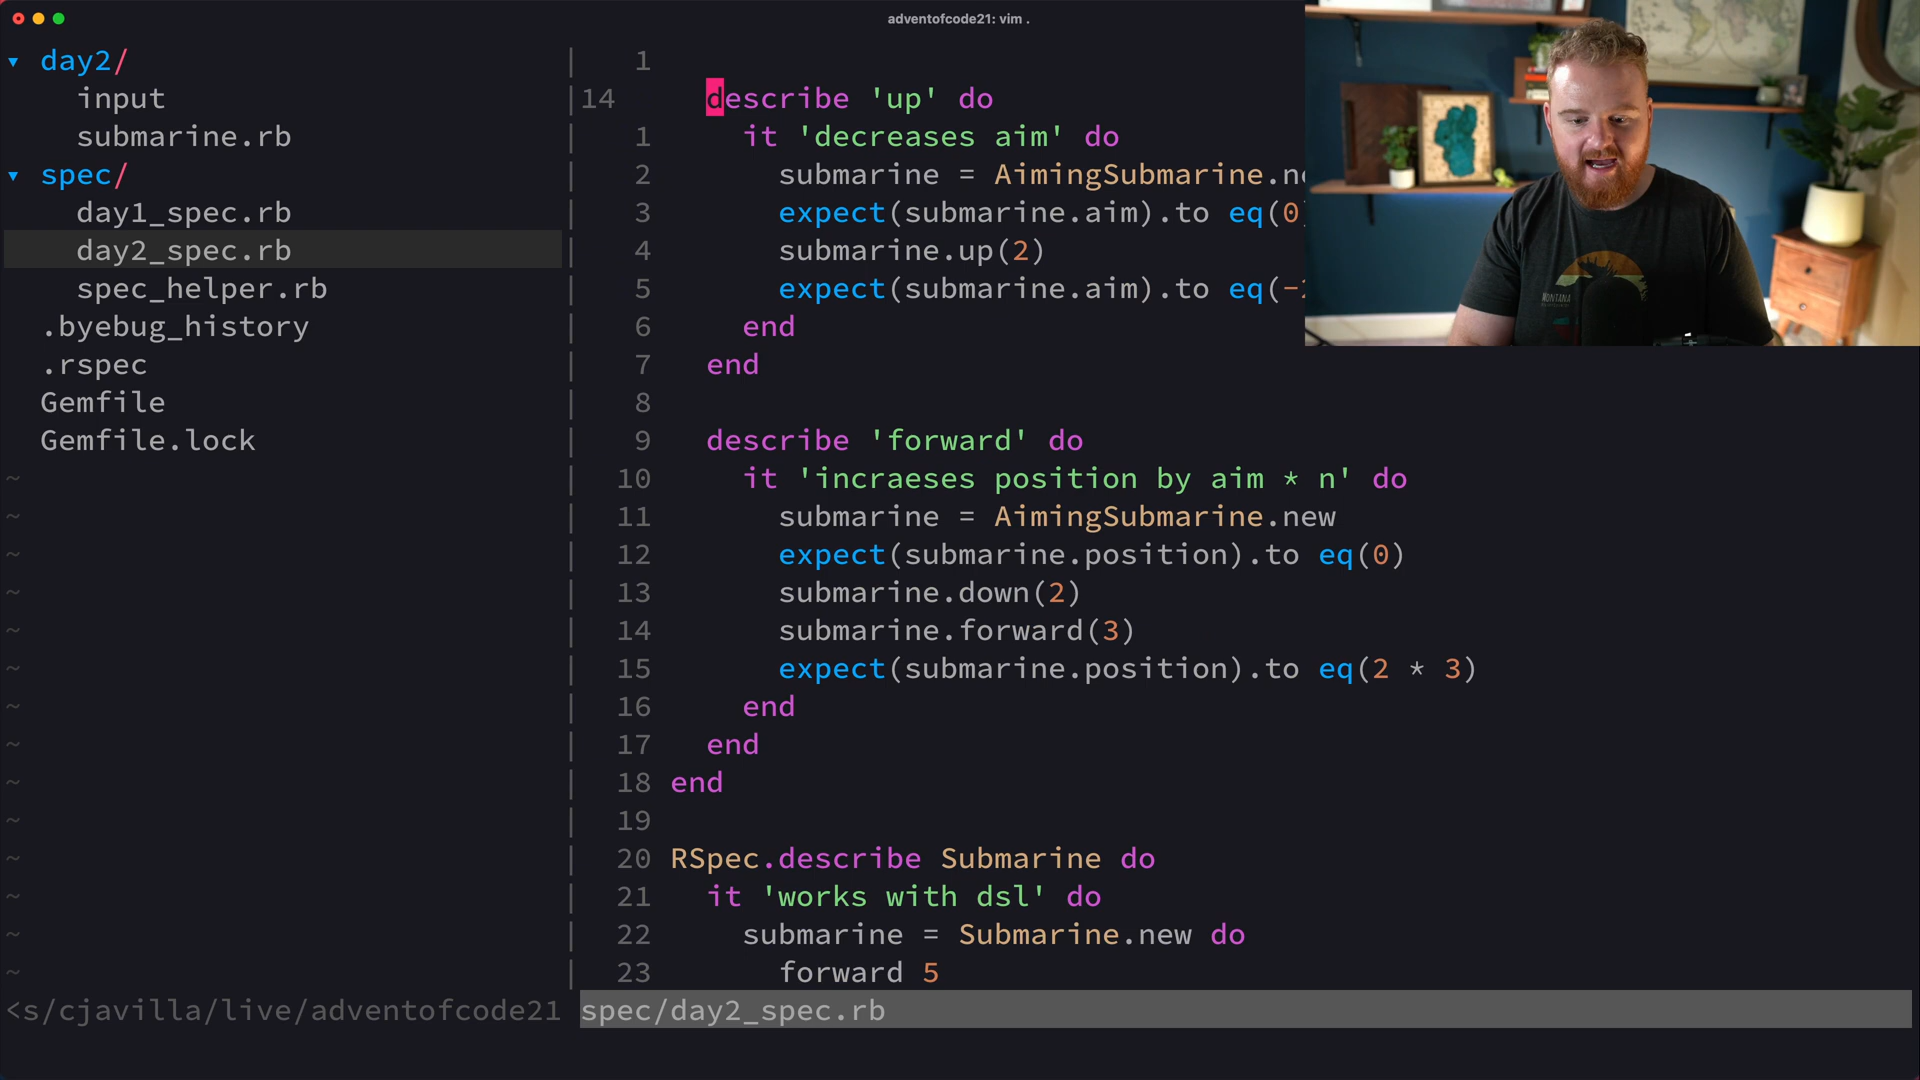 adventofcode21: vim .
▾ day2/
input
submarine.rb
▾ spec/
day1_spec.rb
day2_spec.rb
spec_helper.rb
.byebug_history
.rspec
Gemfile
Gemfile.lock
~
~
~
~
~
~
~
~
~
~
~
~
~
~
<s/cjavilla/live/adventofcode21
1
14 describe 'up' do
1 it 'decreases aim' do
2 submarine = AimingSubmarine.ne
3 expect(submarine.aim).to eq(0)
4 submarine.up(2)
5 expect(submarine.aim).to eq(-2
6 end
7 end
8
9 describe 'forward' do
10 it 'incraeses position by aim * n' do
11 submarine = AimingSubmarine.new
12 expect(submarine.position).to eq(0)
13 submarine.down(2)
14 submarine.forward(3)
15 expect(submarine.position).to eq(2 * 3)
16 end
17 end
18 end
19
20 RSpec.describe Submarine do
21 it 'works with dsl' do
22 submarine = Submarine.new do
23 forward 5
spec/day2_spec.rb
MONTANA